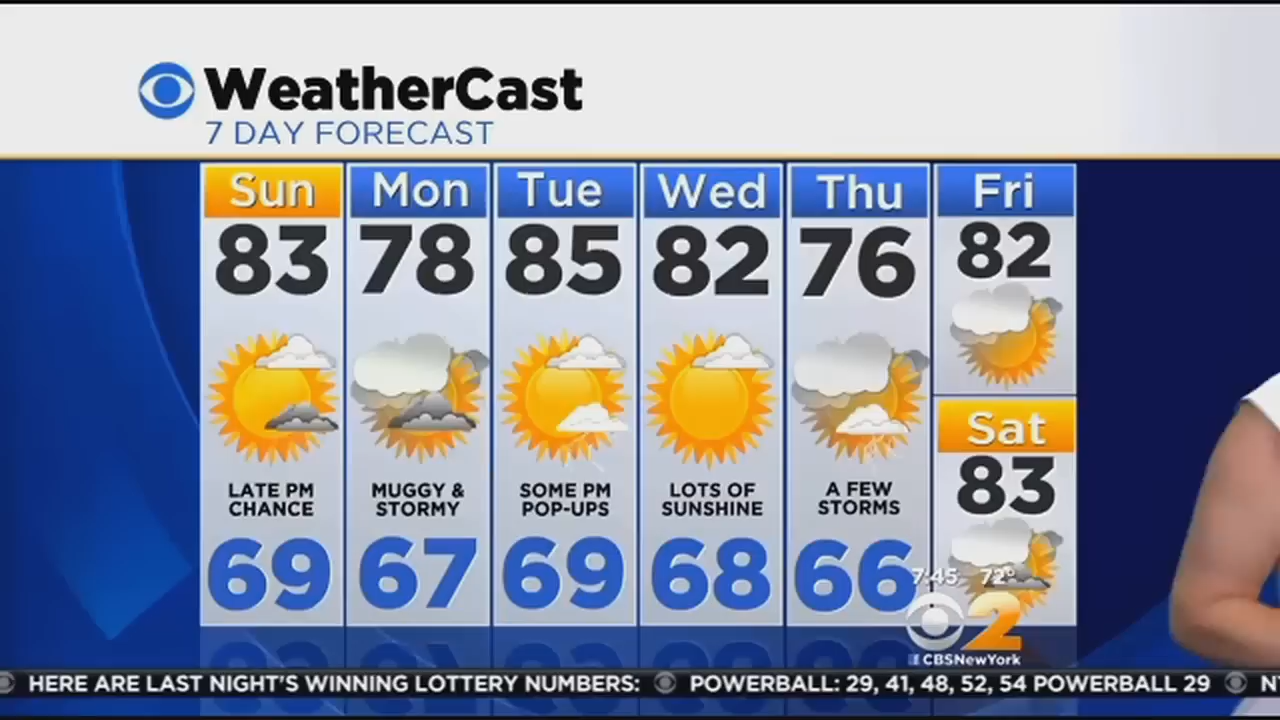 WeatherCast
7 DAY FORECAST
Sun
83
LATE PM
CHANCE
69
Mon
78
MUGGY &
STORMY
67
Tue
85
SOME PM
POP-UPS
69
Wed
82
LOTS OF
SUNSHINE
68
Thu
76
A FEW
STORMS
66
Fri
82
Sat
83
7:45 72°
2
CBSNewYork
HERE ARE LAST NIGHT'S WINNING LOTTERY NUMBERS: POWERBALL: 29, 41, 48, 52, 54 POWERBALL 29